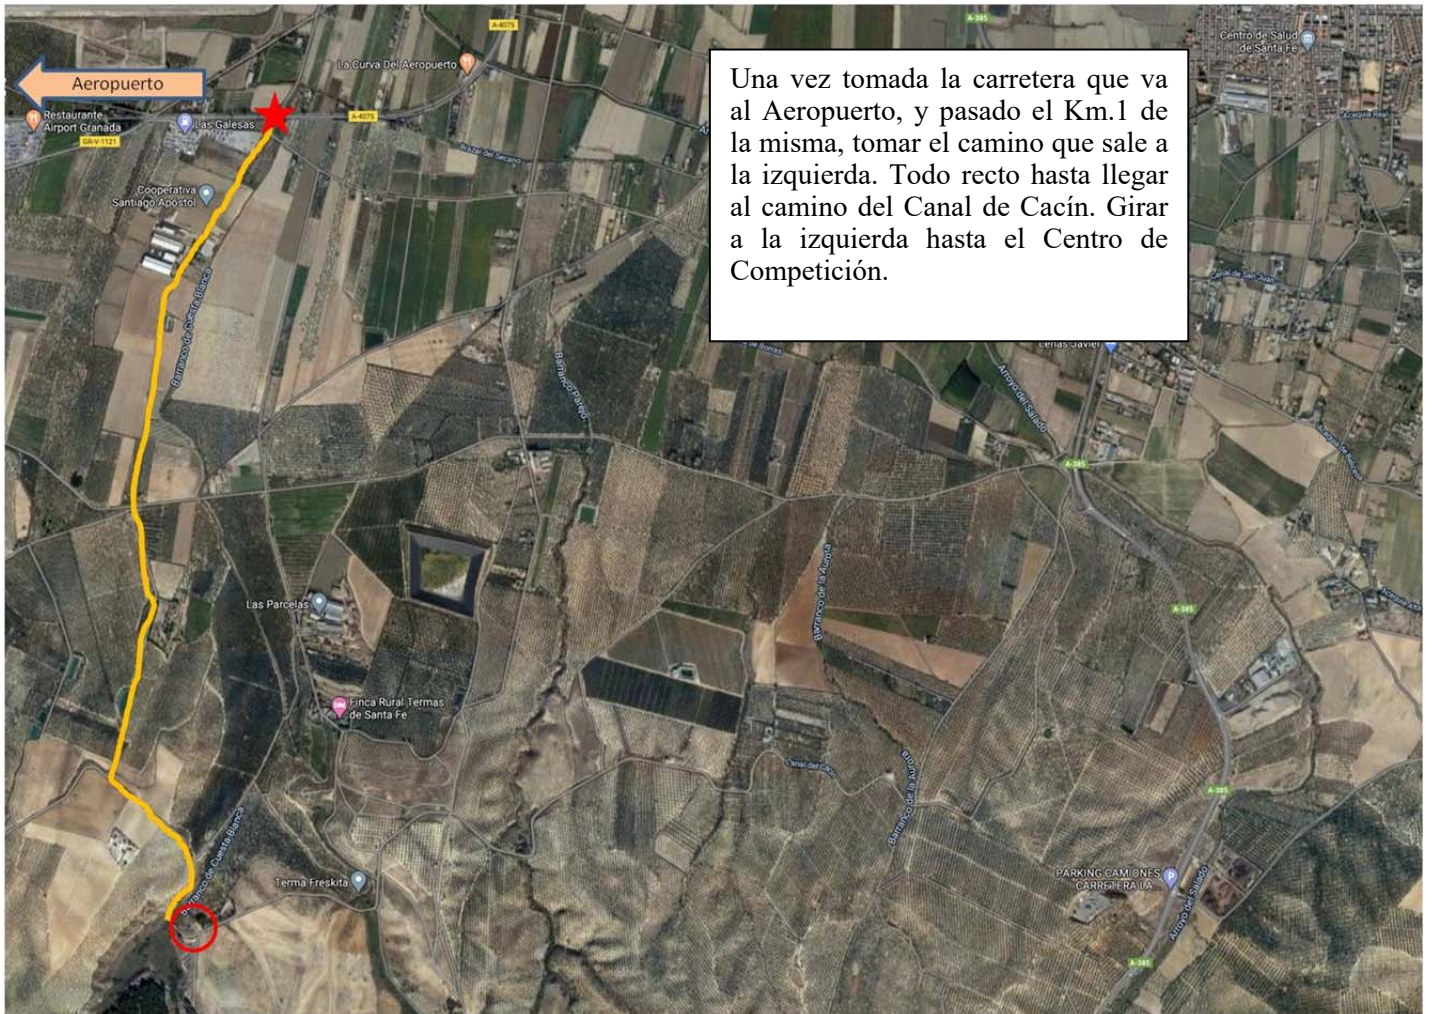 A-4075
A-385
Centro de Salud
de Santa Fe
La Curva Del Aeropuerto
Aeropuerto
Una vez tomada la carretera que va
al Aeropuerto, y pasado el Km.1 de
la misma, tomar el camino que sale a
la izquierda. Todo recto hasta llegar
al camino del Canal de Cacín. Girar
a la izquierda hasta el Centro de
Competición.
Restaurante
Airport Granada
Las Galesas
A-4075
GR-V-1121
Acequia Real
Brazal del Secano
Cooperativa
Santiago Apóstol
Canal de San Juan
Barranco de Cuesta Blanca
Lenas Javier
Barranco Parejo
Arroyo del Salado
A-385
Barranco de la Aurora
Las Parcelas
A-385
Finca Rural Termas
de Santa Fe
Canal del Cacín
Barranco de la Aurora
A-385
Barranco de Cuesta Blanca
Terma Freskita
PARKING CAMIONES
CARRETERA LA
Arroyo del Salado
A-385